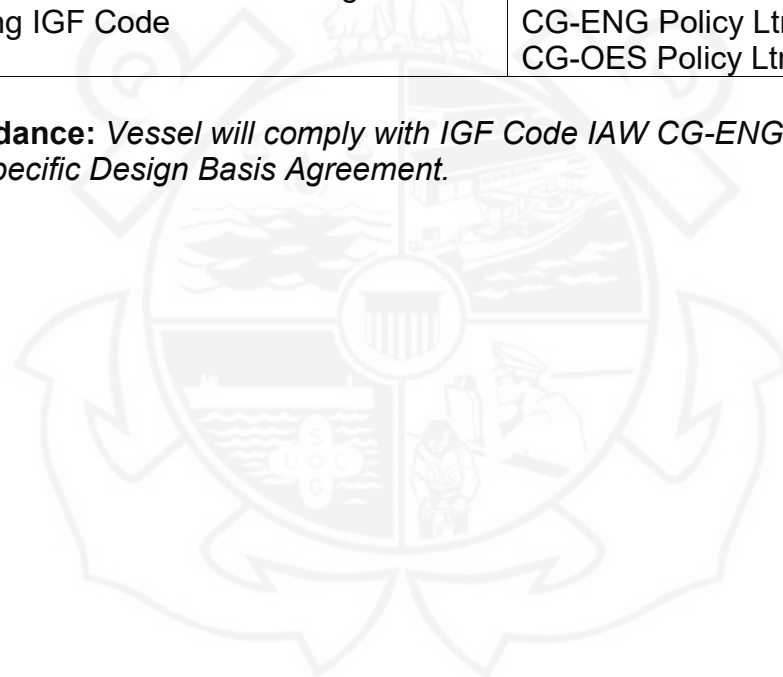 ng IGF Code
CG-ENG Policy Ltr
CG-OES Policy Ltr
dance: Vessel will comply with IGF Code IAW CG-ENG
pecific Design Basis Agreement.
S
U O C
G